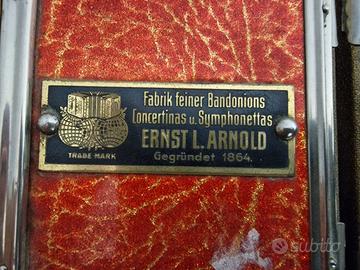 Fabrik feiner Bandonions
Concertinas u. Symphonettas
ERNST L. ARNOLD
TRADE MARK
Gegründet 1864.
subito